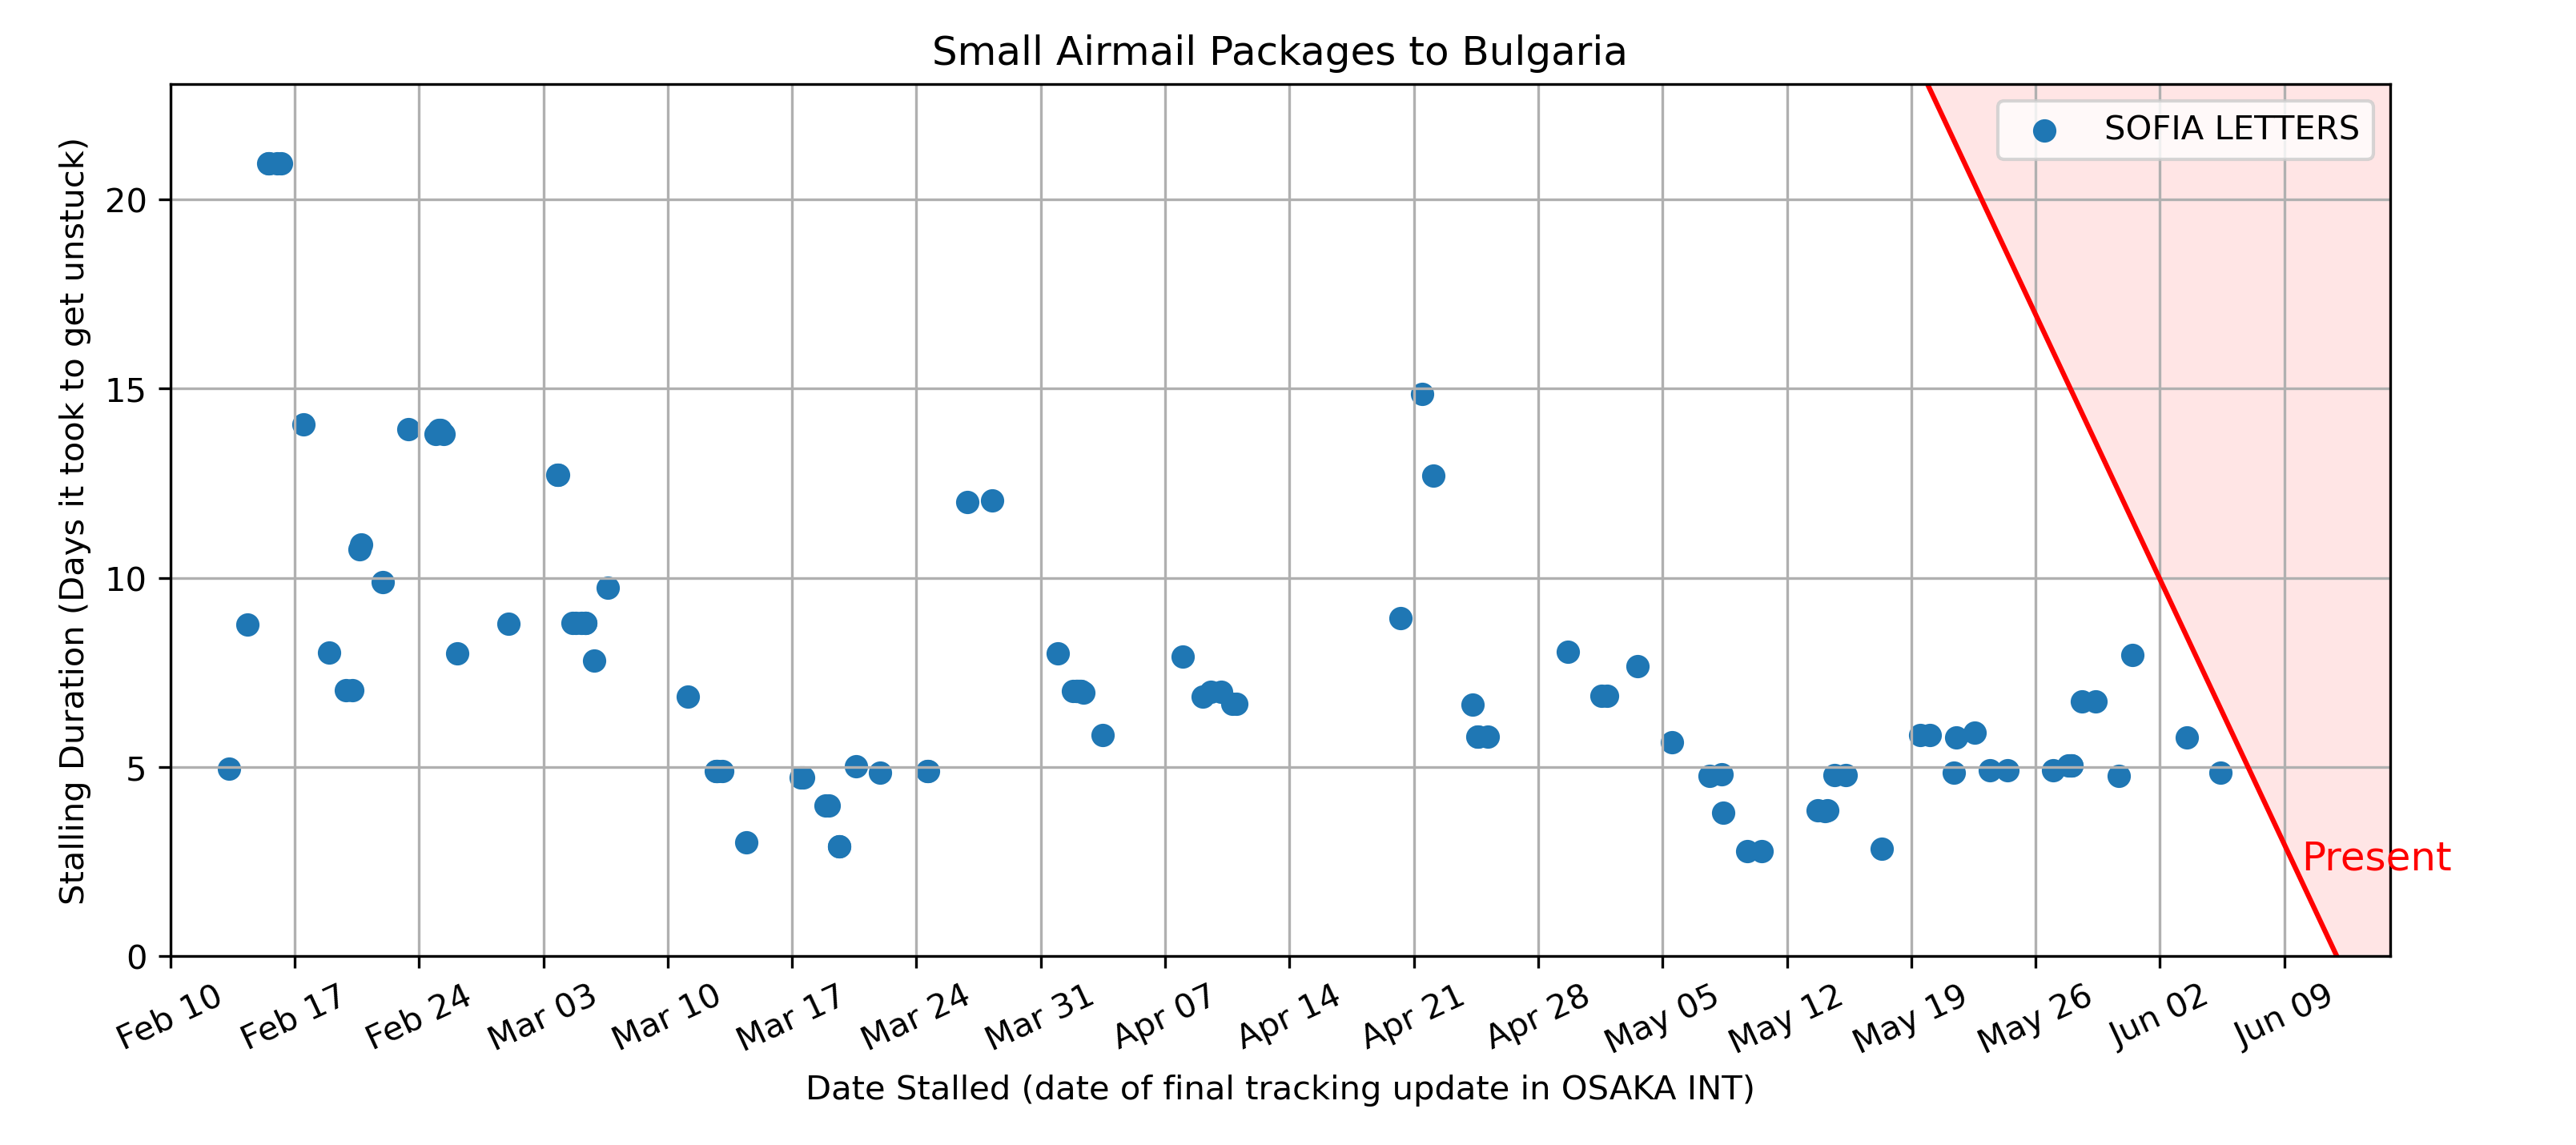 Small Airmail Packages to Bulgaria
SOFIA LETTERS
Stalling Duration (Days it took to get unstuck)
20
15
10
5
0
Present
Feb 10
Feb 17
Feb 24
Mar 03
Mar 10
Mar 17
Mar 24
Mar 31
Apr 07
Apr 14
Apr 21
Apr 28
May 05
May 12
May 19
May 26
Jun 02
Jun 09
Date Stalled (date of final tracking update in OSAKA INT)